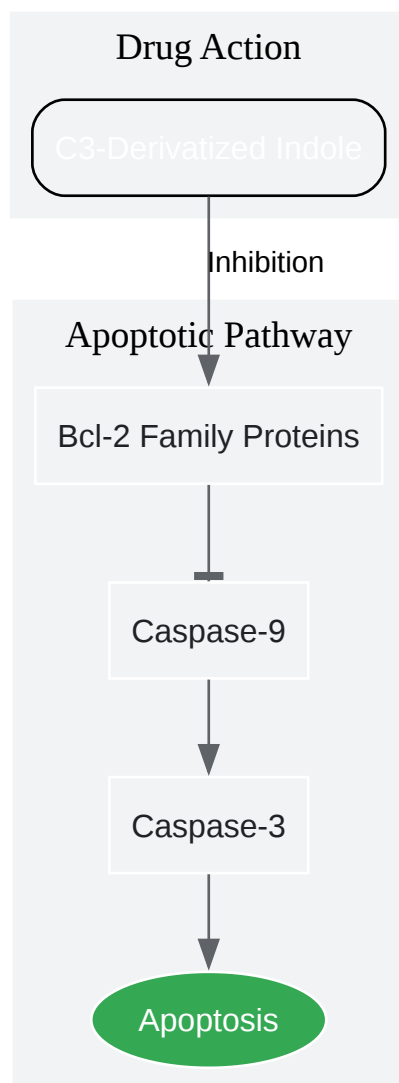 Drug Action
C3-Derivatized Indole
Inhibition
Apoptotic Pathway
Bcl-2 Family Proteins
Caspase-9
Caspase-3
Apoptosis